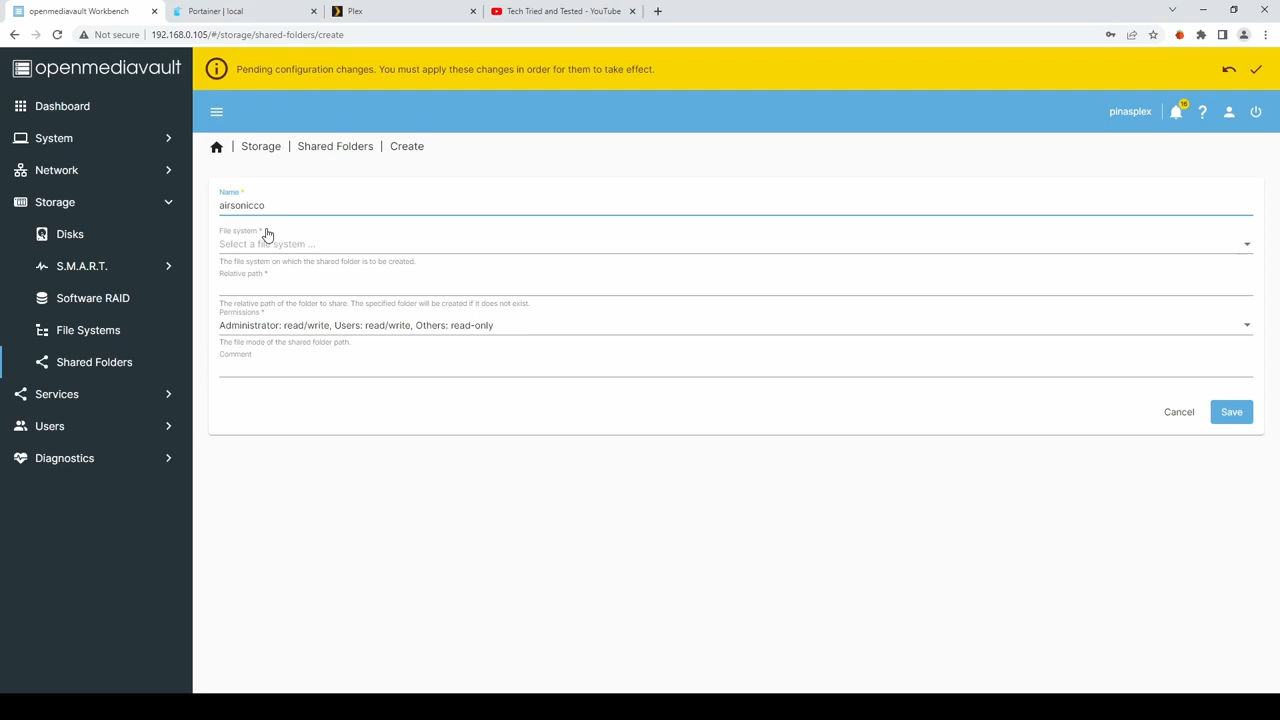 openmediavault Workbench
Portainer | local
Plex
Tech Tried and Tested - YouTube
Not secure
192.168.0.105/#/storage/shared-folders/create
openmediavault
Pending configuration changes. You must apply these changes in order for them to take effect.
pinasplex
16
Dashboard
System
Network
Storage
Disks
S.M.A.R.T.
Software RAID
File Systems
Shared Folders
Services
Users
Diagnostics
| Storage | Shared Folders | Create
Name *
airsonicco
File system *
Select a file system ...
The file system on which the shared folder is to be created.
Relative path *
The relative path of the folder to share. The specified folder will be created if it does not exist.
Permissions *
Administrator: read/write, Users: read/write, Others: read-only
The file mode of the shared folder path.
Comment
Cancel
Save